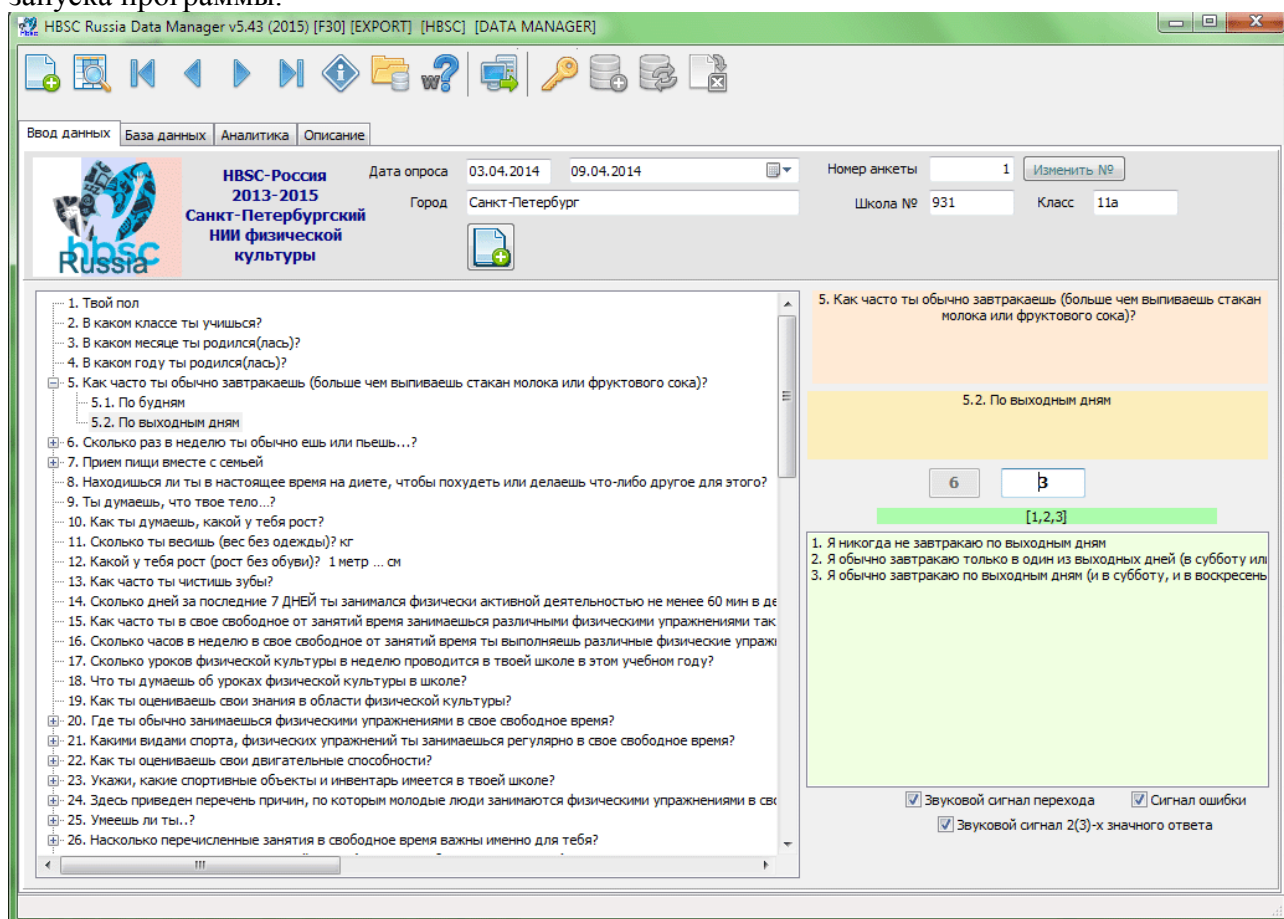 запуска программы.
HBSC Russia Data Manager v5.43 (2015) [F30] [EXPORT] [HBSC] [DATA MANAGER]
Ввод данных База данных Аналитика Описание
hbsc
Russia
HBSC-Россия
2013-2015
Санкт-Петербургский
НИИ физической
культуры
Дата опроса 03.04.2014 09.04.2014
Город Санкт-Петербург
Номер анкеты 1 Изменить №
Школа № 931 Класс 11а
1. Твой пол
2. В каком классе ты учишься?
3. В каком месяце ты родился(лась)?
4. В каком году ты родился(лась)?
5. Как часто ты обычно завтракаешь (больше чем выпиваешь стакан молока или фруктового сока)?
5.1. По будням
5.2. По выходным дням
6. Сколько раз в неделю ты обычно ешь или пьешь...?
7. Прием пищи вместе с семьей
8. Находишься ли ты в настоящее время на диете, чтобы похудеть или делаешь что-либо другое для этого?
9. Ты думаешь, что твое тело...?
10. Как ты думаешь, какой у тебя рост?
11. Сколько ты весишь (вес без одежды)? кг
12. Какой у тебя рост (рост без обуви)? 1 метр ... см
13. Как часто ты чистишь зубы?
14. Сколько дней за последние 7 ДНЕЙ ты занимался физически активной деятельностью не менее 60 мин в де
15. Как часто ты в свое свободное от занятий время занимаешься различными физическими упражнениями так
16. Сколько часов в неделю в свое свободное от занятий время ты выполняешь различные физические упраж
17. Сколько уроков физической культуры в неделю проводится в твоей школе в этом учебном году?
18. Что ты думаешь об уроках физической культуры в школе?
19. Как ты оцениваешь свои знания в области физической культуры?
20. Где ты обычно занимаешься физическими упражнениями в свое свободное время?
21. Какими видами спорта, физических упражнений ты занимаешься регулярно в свое свободное время?
22. Как ты оцениваешь свои двигательные способности?
23. Укажи, какие спортивные объекты и инвентарь имеется в твоей школе?
24. Здесь приведен перечень причин, по которым молодые люди занимаются физическими упражнениями в сво
25. Умеешь ли ты..?
26. Насколько перечисленные занятия в свободное время важны именно для тебя?
5. Как часто ты обычно завтракаешь (больше чем выпиваешь стакан
молока или фруктового сока)?
5.2. По выходным дням
6 3
[1,2,3]
1. Я никогда не завтракаю по выходным дням
2. Я обычно завтракаю только в один из выходных дней (в субботу или
3. Я обычно завтракаю по выходным дням (и в субботу, и в воскресень
Звуковой сигнал перехода Сигнал ошибки
Звуковой сигнал 2(3)-х значного ответа